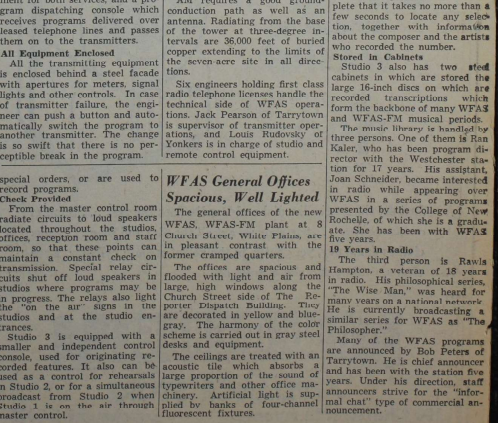 ment for both services, and a pro-
gram dispatching console which
receives programs delivered over
leased telephone lines and passes
them on to the transmitters.
All Equipment Enclosed
All the transmitting equipment
is enclosed behind a steel facade
with apertures for meters, signal
lights and other controls. In case
of transmitter failure, the engi-
neer can push a button and auto-
matically switch the program to
another transmitter. The change
is so swift that there is no per-
ceptible break in the program.
special orders, or are used to
record programs.
Check Provided
From the master control room
radiate circuits to loud speakers
located throughout the studios,
offices, reception room and staff
room, so that these points can
maintain a constant check on
transmission. Special relay cir-
cuits shut off loud speakers in
studios where programs may be
in progress. The relays also light
the "on the air" signs in the
studios and at the studio en-
trances.
Studio 3 is equipped with a
smaller and independent control
console, used for originating re-
corded features. It also can be
used as a control for rehearsals
in Studio 2, or for a simultaneous
broadcast from Studio 2 when
Studio 1 is on the air through
master control.
AM requires a good ground-
conduction path as well as an
antenna. Radiating from the base
of the tower at three-degree in-
tervals are 36,000 feet of buried
copper extending to the limits of
the seven-acre site in all direc-
tions.
Six engineers holding first class
radio telephone licenses handle the
technical side of WFAS opera-
tions. Jack Pearson of Tarrytown
is supervisor of transmitter oper-
ations, and Louis Rudovsky of
Yonkers is in charge of studio and
remote control equipment.
WFAS General Offices
Spacious, Well Lighted
The general offices of the new
WFAS, WFAS-FM plant at 8
Church Street, White Plains, are
in pleasant contrast with the
former cramped quarters.
The offices are spacious and
flooded with light and air from
large, high windows along the
Church Street side of The Re-
porter Dispatch Building. They
are decorated in yellow and blue-
gray. The harmony of the color
scheme is carried out in gray steel
desks and equipment.
The ceilings are treated with an
acoustic tile which absorbs a
large proportion of the sound of
typewriters and other office ma-
chinery. Artificial light is sup-
plied by banks of four-channel
fluorescent fixtures.
plete that it takes no more than a
few seconds to locate any selec-
tion, together with information
about the composer and the artists
who recorded the number.
Stored in Cabinets
Studio 3 also has two steel
cabinets in which are stored the
large 16-inch discs on which are
recorded transcriptions which
form the backbone of many WFAS
and WFAS-FM musical periods.
The music library is handled by
three persons. One of them is Ran
Kaler, who has been program di-
rector with the Westchester sta-
tion for 17 years. His assistant,
Joan Schneider, became interested
in radio while appearing over
WFAS in a series of programs
presented by the College of New
Rochelle, of which she is a gradu-
ate. She has been with WFAS
five years.
19 Years in Radio
The third person is Rawls
Hampton, a veteran of 18 years
in radio. His philosophical series,
"The Wise Man," was heard for
many years on a national network.
He is currently broadcasting a
similar series for WFAS as "The
Philosopher."
Many of the WFAS programs
are announced by Bob Peters of
Tarrytown. He is chief announcer
and has been with the station five
years. Under his direction, staff
announcers strive for the "infor-
mal chat" type of commercial an-
nouncement.